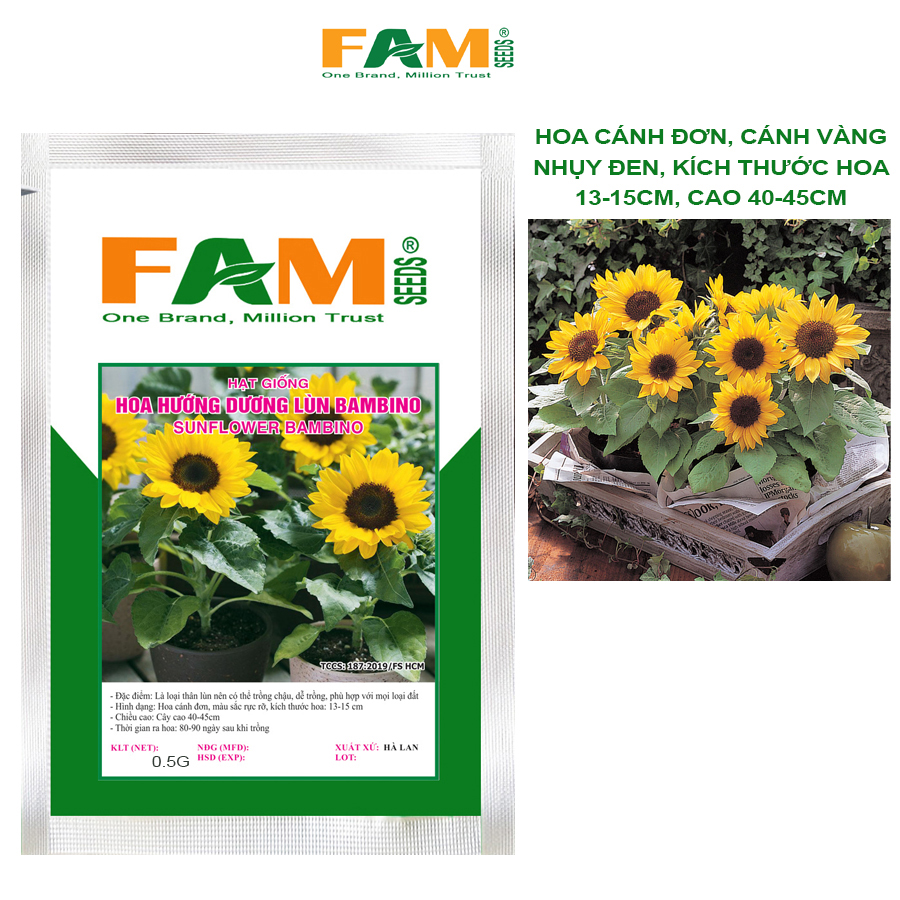 FAM SEEDS®
One Brand, Million Trust
HOA CÁNH ĐƠN, CÁNH VÀNG
NHỤY ĐEN, KÍCH THƯỚC HOA
13-15CM, CAO 40-45CM
FAM SEEDS®
One Brand, Million Trust
HẠT GIỐNG
HOA HƯỚNG DƯƠNG LÙN BAMBINO
SUNFLOWER BAMBINO
TCCS: 187:2019/FS HCM
- Đặc điểm: Là loại thân lùn nên có thể trồng chậu, dễ trồng, phù hợp với mọi loại đất
- Hình dạng: Hoa cánh đơn, màu sắc rực rỡ, kích thước hoa: 13-15 cm
- Chiều cao: Cây cao 40-45cm
- Thời gian ra hoa: 80-90 ngày sau khi trồng
KLT (NET): NĐG (MFD): XUẤT XỨ: HÀ LAN
0.5G HSD (EXP): LOT: